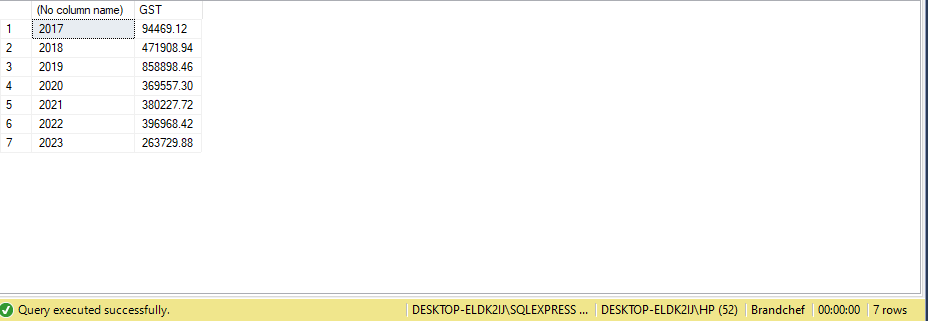 (No column name) GST
1 2017 94469.12
2 2018 471908.94
3 2019 858898.46
4 2020 369557.30
5 2021 380227.72
6 2022 396968.42
7 2023 263729.88
Query executed successfully. DESKTOP-ELDK2IJ\SQLEXPRESS ... DESKTOP-ELDK2IJ\HP (52) Brandchef 00:00:00 7 rows